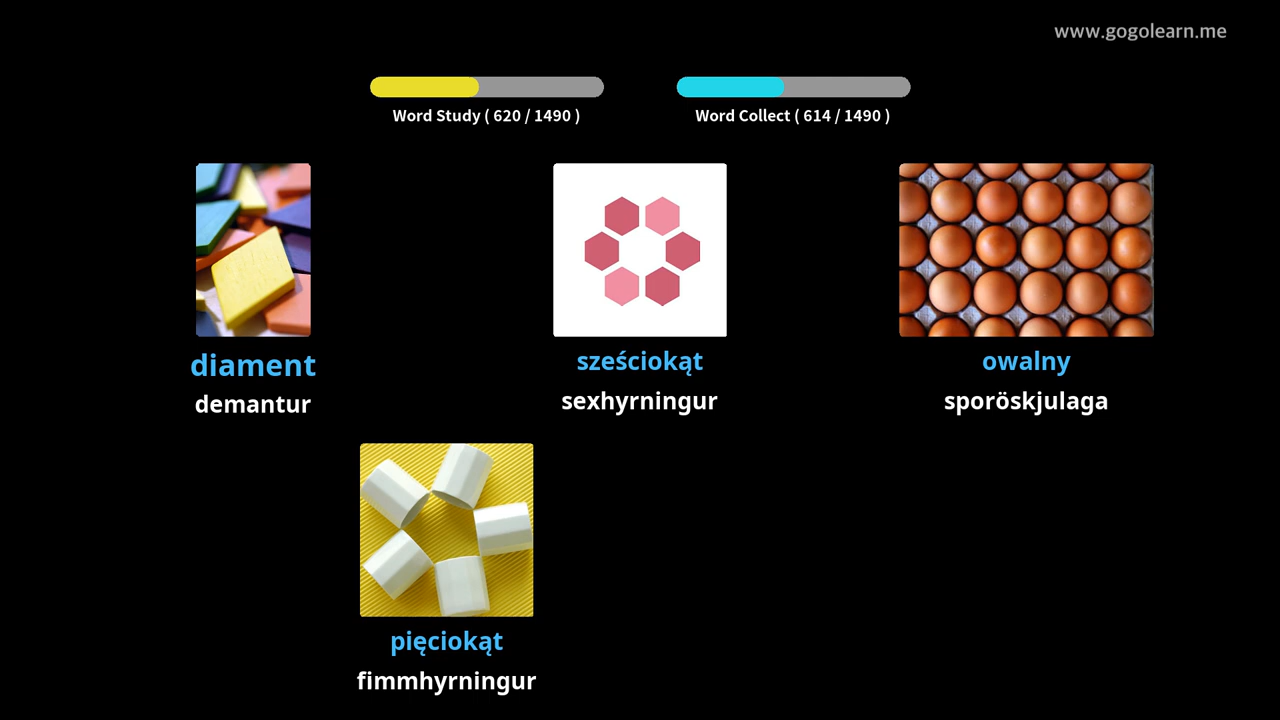 www.gogolearn.me
Word Study ( 620 / 1490 )
Word Collect ( 614 / 1490 )
diament
demantur
sześciokąt
sexhyrningur
owalny
sporöskjulaga
pięciokąt
fimmhyrningur